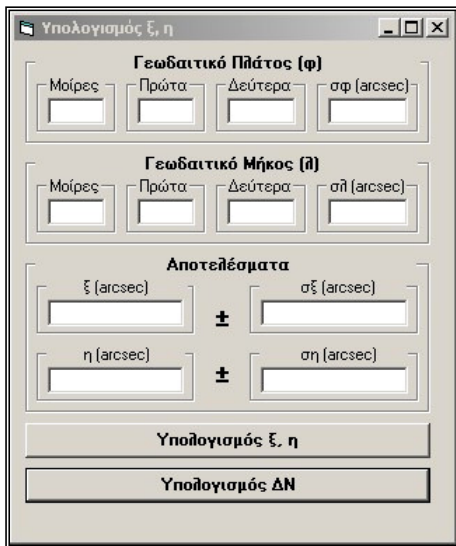 Υπολογισμός ξ, η
Γεωδαιτικό Πλάτος (φ)
Μοίρες Πρώτα Δεύτερα σφ (arcsec)
Γεωδαιτικό Μήκος (λ)
Μοίρες Πρώτα Δεύτερα σλ (arcsec)
Αποτελέσματα
ξ (arcsec) σξ (arcsec)
±
η (arcsec) ση (arcsec)
±
Υπολογισμός ξ, η
Υπολογισμός ΔΝ